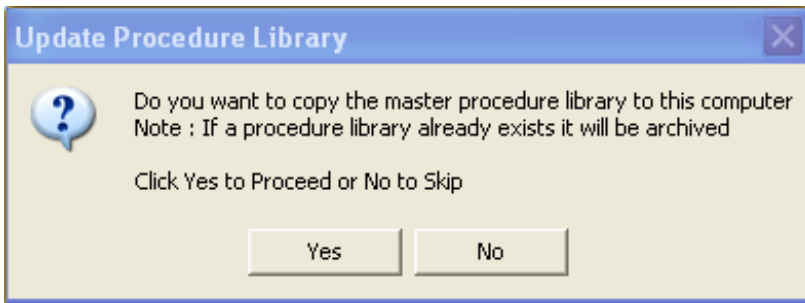 Update Procedure Library
Do you want to copy the master procedure library to this computer
Note : If a procedure library already exists it will be archived
Click Yes to Proceed or No to Skip
Yes
No